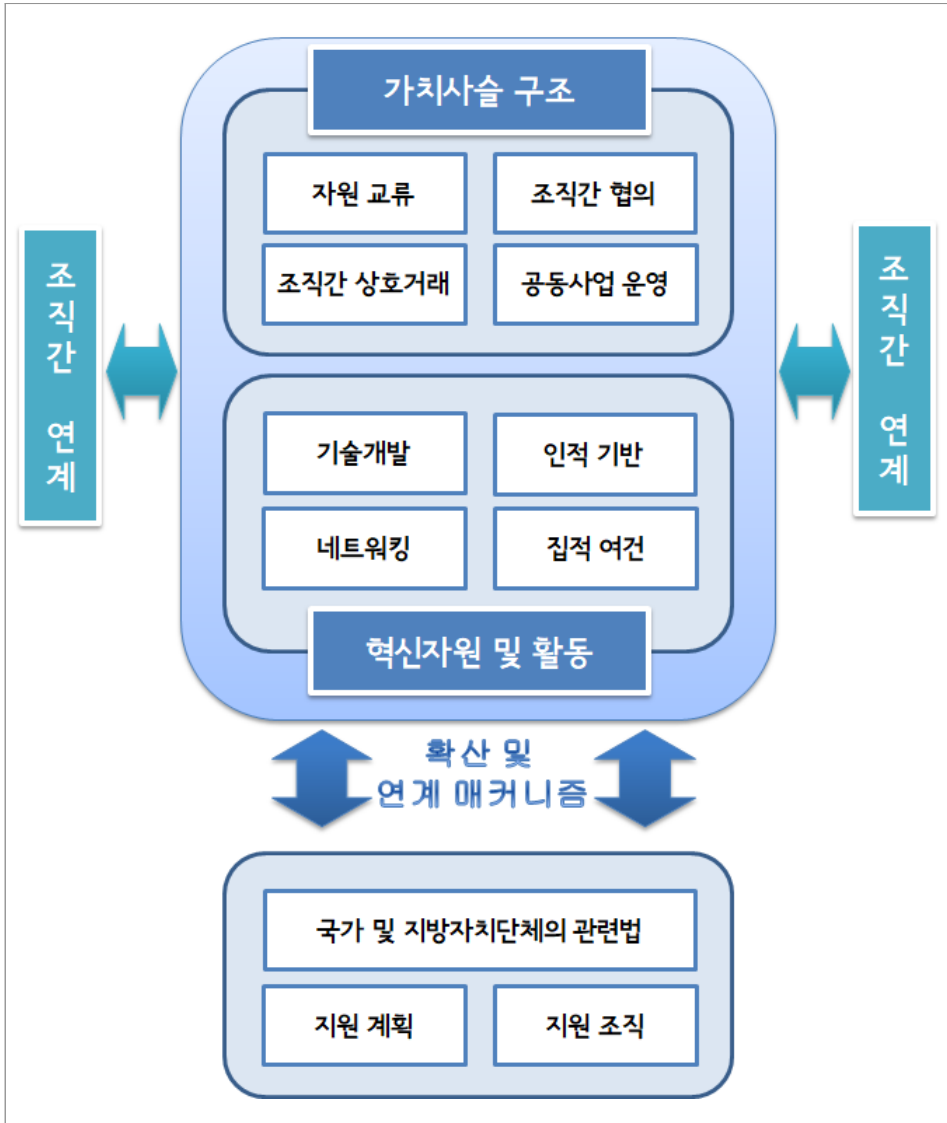 가치사슬 구조
자원 교류
조직간 협의
조직간 상호거래
공동사업 운영
조직간 연계
조직간 연계
기술개발
인적 기반
네트워킹
집적 여건
혁신자원 및 활동
확산 및
연계 매커니즘
국가 및 지방자치단체의 관련법
지원 계획
지원 조직